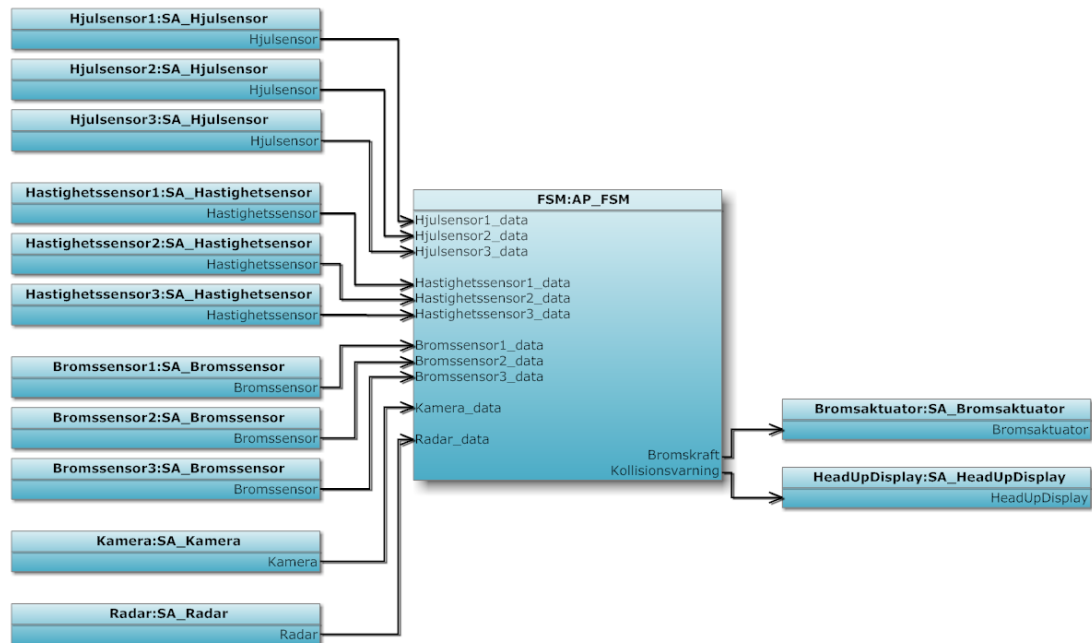 Hjulsensor1:SA_Hjulsensor
Hjulsensor
Hjulsensor2:SA_Hjulsensor
Hjulsensor
Hjulsensor3:SA_Hjulsensor
Hjulsensor
Hastighetssensor1:SA_Hastighetsensor
Hastighetssensor
Hastighetssensor2:SA_Hastighetsensor
Hastighetssensor
Hastighetssensor3:SA_Hastighetsensor
Hastighetssensor
Bromssensor1:SA_Bromssensor
Bromssensor
Bromssensor2:SA_Bromssensor
Bromssensor
Bromssensor3:SA_Bromssensor
Bromssensor
Kamera:SA_Kamera
Kamera
Radar:SA_Radar
Radar
FSM:AP_FSM
Hjulsensor1_data
Hjulsensor2_data
Hjulsensor3_data
Hastighetssensor1_data
Hastighetssensor2_data
Hastighetssensor3_data
Bromssensor1_data
Bromssensor2_data
Bromssensor3_data
Kamera_data
Radar_data
Bromskraft
Kollisionsvarning
Bromsaktuator:SA_Bromsaktuator
Bromsaktuator
HeadUpDisplay:SA_HeadUpDisplay
HeadUpDisplay